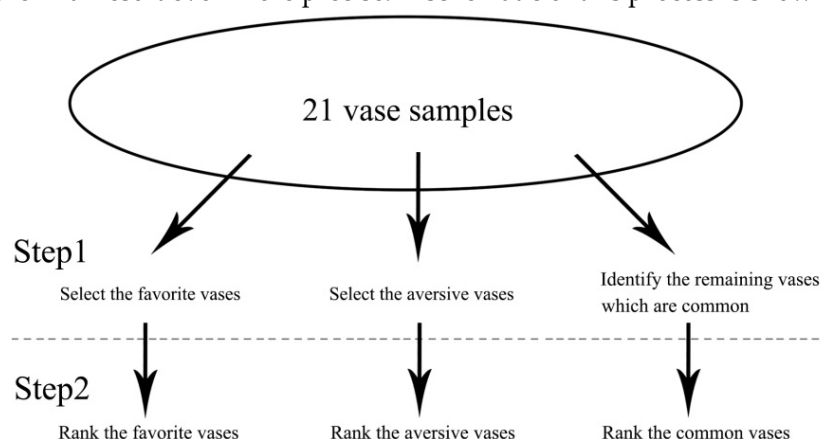 21 vase samples
Step1
Select the favorite vases
Select the aversive vases
Identify the remaining vases
which are common
Step2
Rank the favorite vases
Rank the aversive vases
Rank the common vases